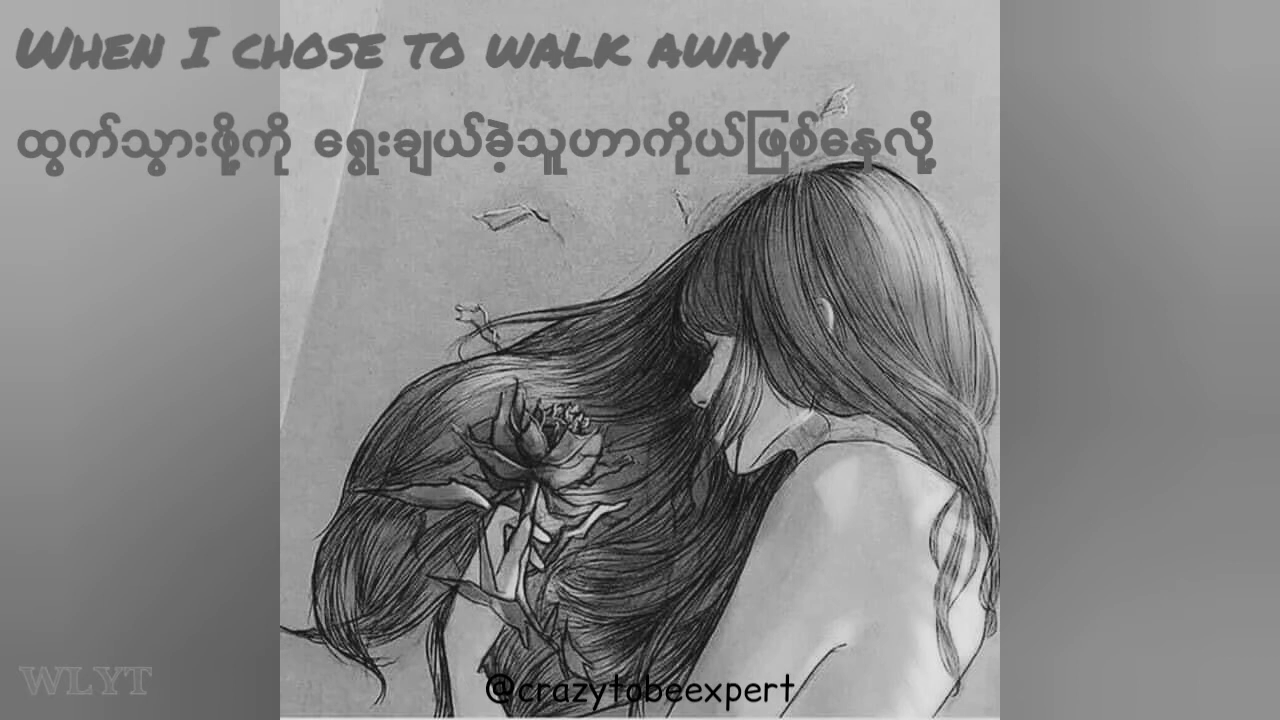 When I chose to walk away
ထွက်သွားဖို့ကို ရွေးချယ်ခဲ့သူဟာကိုယ်ဖြစ်နေလို့
WLYT
@crazytobeexpert